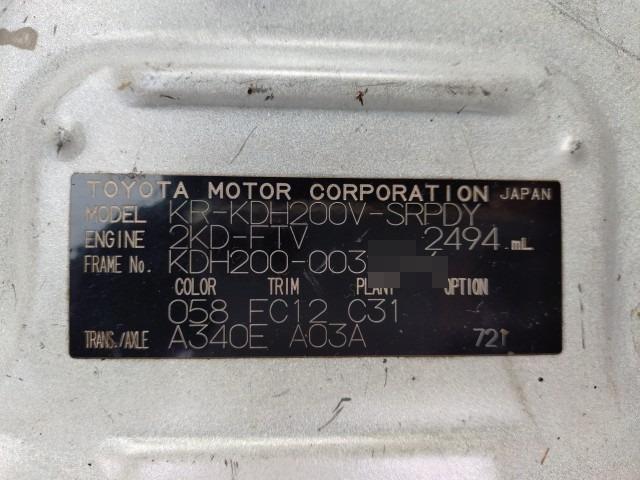 TOYOTA MOTOR CORPORATION JAPAN
MODEL KR-KDH200V-SRPDY
ENGINE 2KD-FTV 2494 mL
FRAME No. KDH200-003
COLOR TRIM PLANT OPTION
058 FC12 C31
TRANS./AXLE A340E A03A 721